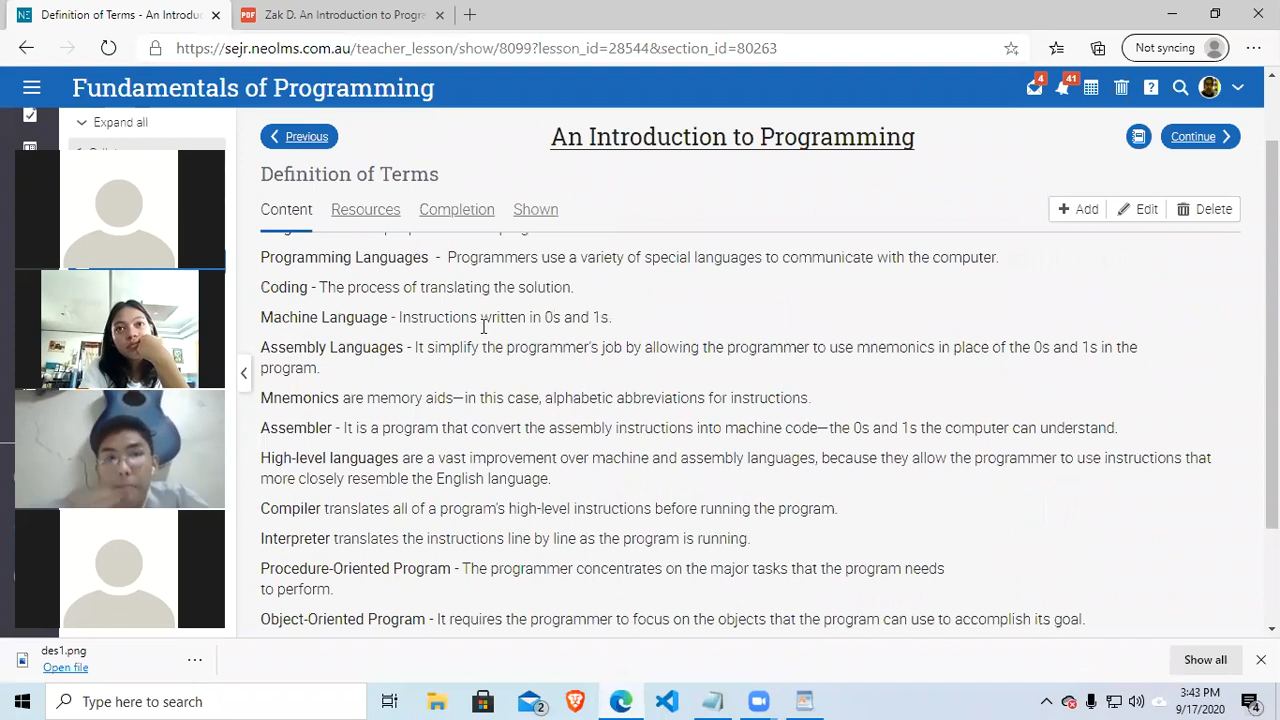 Definition of Terms - An Introduc
Zak D. An Introduction to Progra
https://sejr.neolms.com.au/teacher_lesson/show/8099?lesson_id=28544&section_id=80263
Not syncing
Fundamentals of Programming
4
41
Expand all
Previous
An Introduction to Programming
Continue
Definition of Terms
Content
Resources
Completion
Shown
Add
Edit
Delete
Programming Languages - Programmers use a variety of special languages to communicate with the computer.
Coding - The process of translating the solution.
Machine Language - Instructions written in 0s and 1s.
Assembly Languages - It simplify the programmer's job by allowing the programmer to use mnemonics in place of the 0s and 1s in the
program.
Mnemonics are memory aids—in this case, alphabetic abbreviations for instructions.
Assembler - It is a program that convert the assembly instructions into machine code—the 0s and 1s the computer can understand.
High-level languages are a vast improvement over machine and assembly languages, because they allow the programmer to use instructions that
more closely resemble the English language.
Compiler translates all of a program's high-level instructions before running the program.
Interpreter translates the instructions line by line as the program is running.
Procedure-Oriented Program - The programmer concentrates on the major tasks that the program needs
to perform.
Object-Oriented Program - It requires the programmer to focus on the objects that the program can use to accomplish its goal.
des1.png
Open file
Show all
Type here to search
2
3:43 PM
9/17/2020
4